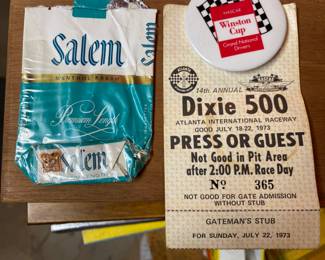 Salem
Salem
MENTHOL FRESH
Premium Length
Salem
NASCAR
Winston
Cup
Grand National
Drivers
14th ANNUAL
Dixie 500
ATLANTA INTERNATIONAL RACEWAY
GOOD JULY 18-22, 1973
PRESS OR GUEST
Not Good in Pit Area
after 2:00 P.M. Race Day
No 365
NOT GOOD FOR GATE ADMISSION
WITHOUT STUB
GATEMAN'S STUB
FOR SUNDAY, JULY 22, 1973